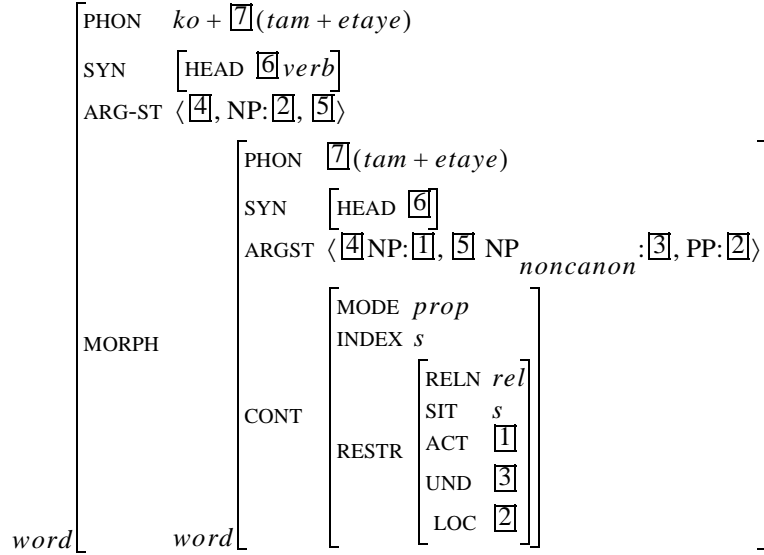 PHON ko + 7 (tam + etaye)
SYN [HEAD 6 verb]
ARG-ST ⟨ 4, NP: 2, 5 ⟩
PHON 7 (tam + etaye)
SYN [HEAD 6]
ARGST ⟨ 4 NP: 1, 5 NP noncanon : 3, PP: 2 ⟩
MODE prop
INDEX s
MORPH
RELN rel
SIT s
CONT
ACT 1
RESTR
UND 3
LOC 2
word word